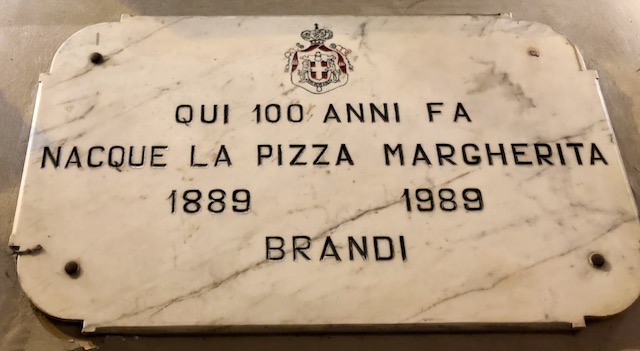 QUI 100 ANNI FA
NACQUE LA PIZZA MARGHERITA
1889 1989
BRANDI